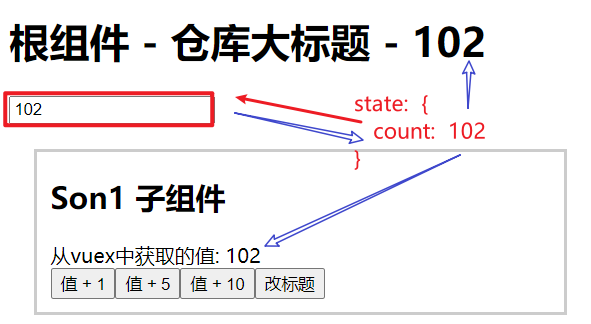 根组件 - 仓库大标题 - 102
102
state: {
count: 102
}
Son1 子组件
从vuex中获取的值: 102
值 + 1 值 + 5 值 + 10 改标题